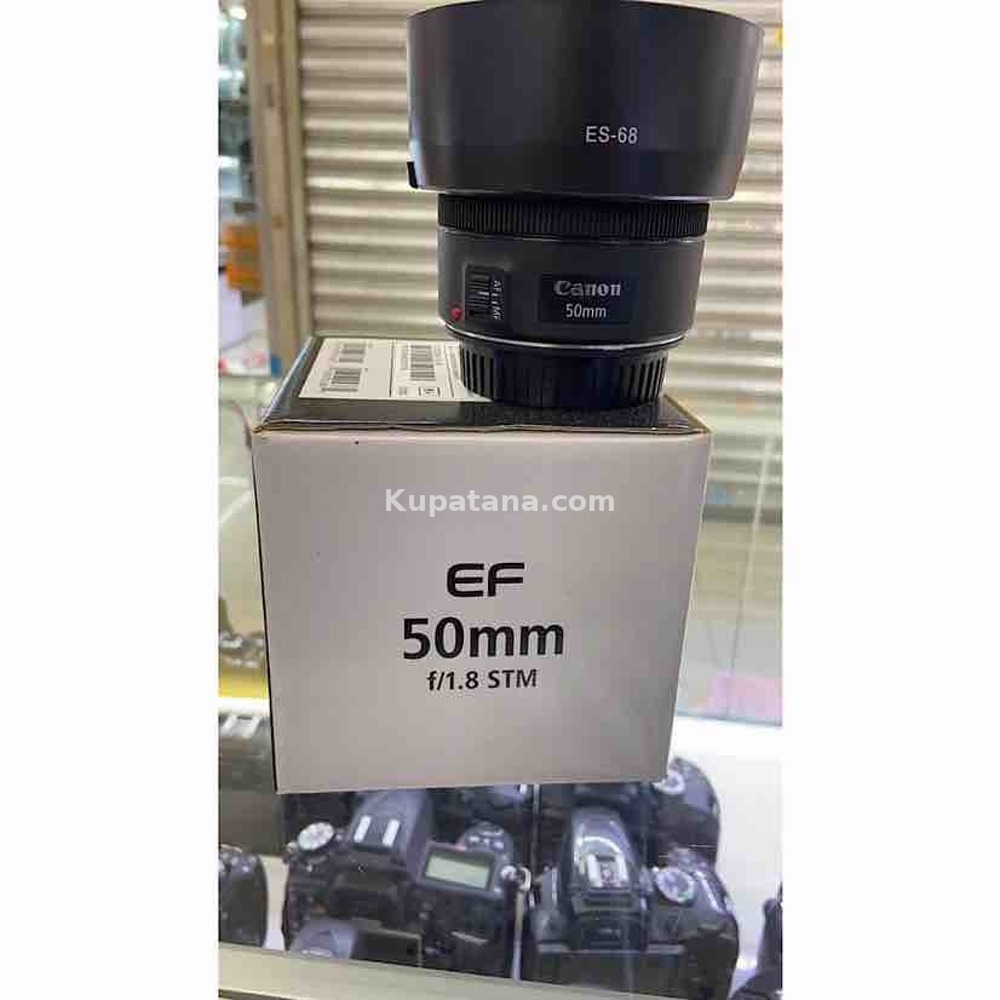 ES-68
AF MF
Canon
50mm
Kupatana.com
EF
50mm
f/1.8 STM